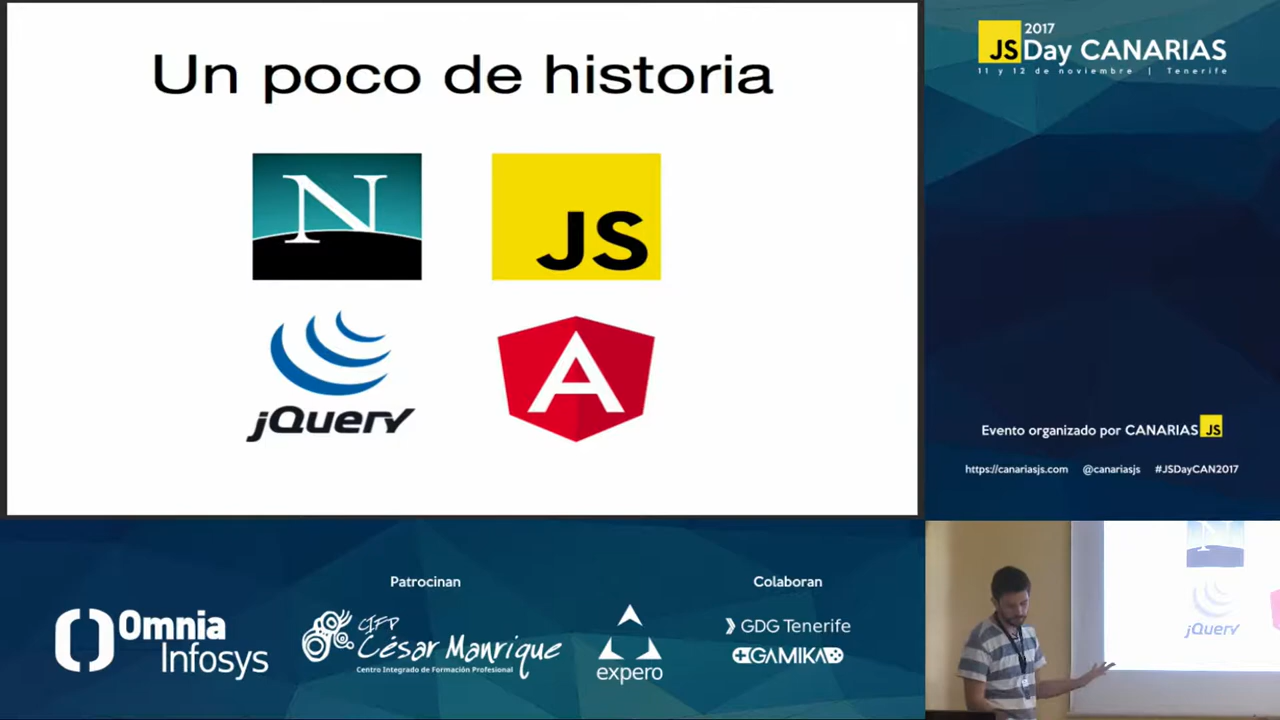 Un poco de historia
N
JS
jQuery
A
2017
JS Day CANARIAS
11 y 12 de noviembre | Tenerife
Evento organizado por CANARIAS JS
https://canariasjs.com @canariasjs #JSDayCAN2017
Patrocinan
Omnia
Infosys
CIFP
César Manrique
Centro Integrado de Formación Profesional
expero
Colaboran
GDG Tenerife
GAMIKA
N
jQuery